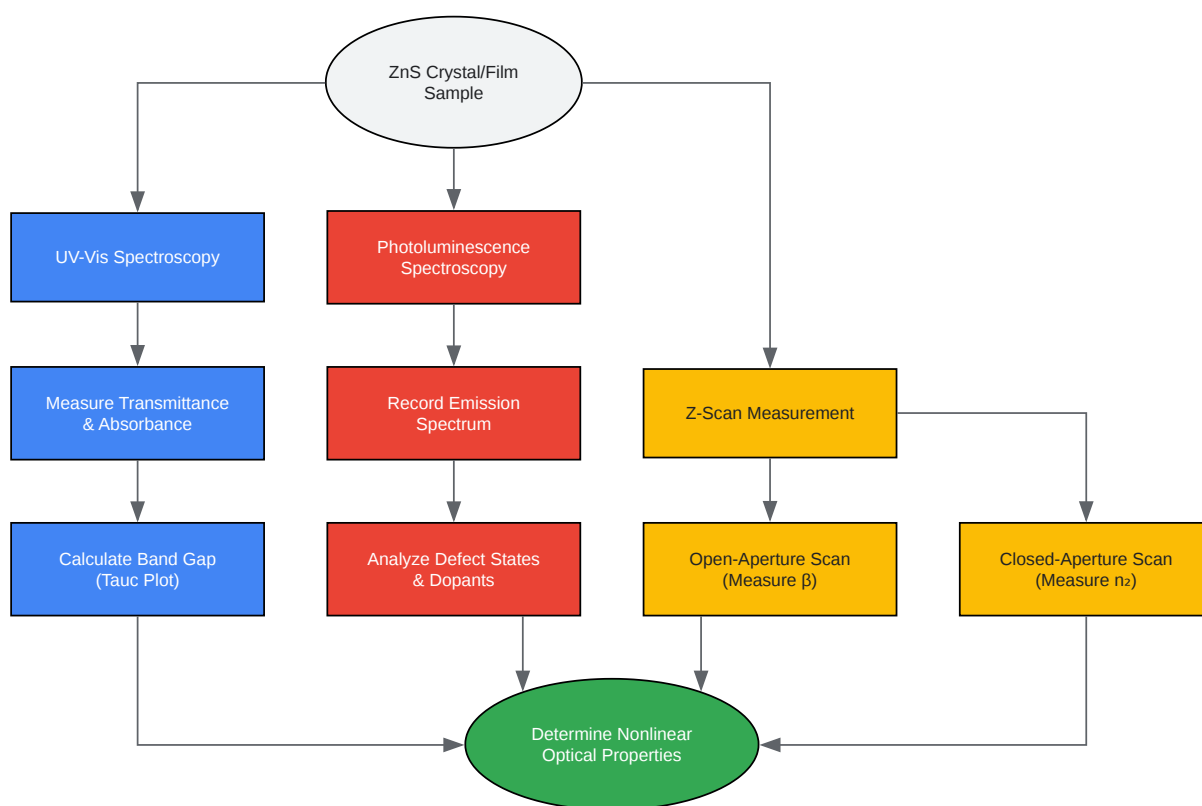 ZnS Crystal/Film
Sample
UV-Vis Spectroscopy
Photoluminescence
Spectroscopy
Measure Transmittance
& Absorbance
Record Emission
Spectrum
Z-Scan Measurement
Calculate Band Gap
(Tauc Plot)
Analyze Defect States
& Dopants
Open-Aperture Scan
(Measure β)
Closed-Aperture Scan
(Measure n₂)
Determine Nonlinear
Optical Properties